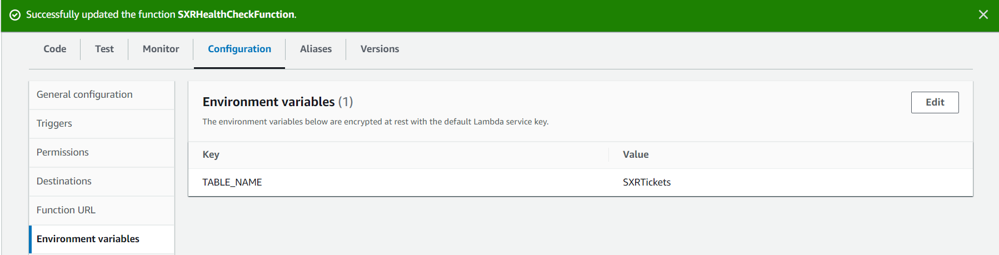 Successfully updated the function SXRHealthCheckFunction.
Code Test Monitor Configuration Aliases Versions
General configuration
Triggers
Permissions
Destinations
Function URL
Environment variables
Environment variables (1)
Edit
The environment variables below are encrypted at rest with the default Lambda service key.
Key Value
TABLE_NAME SXRTickets